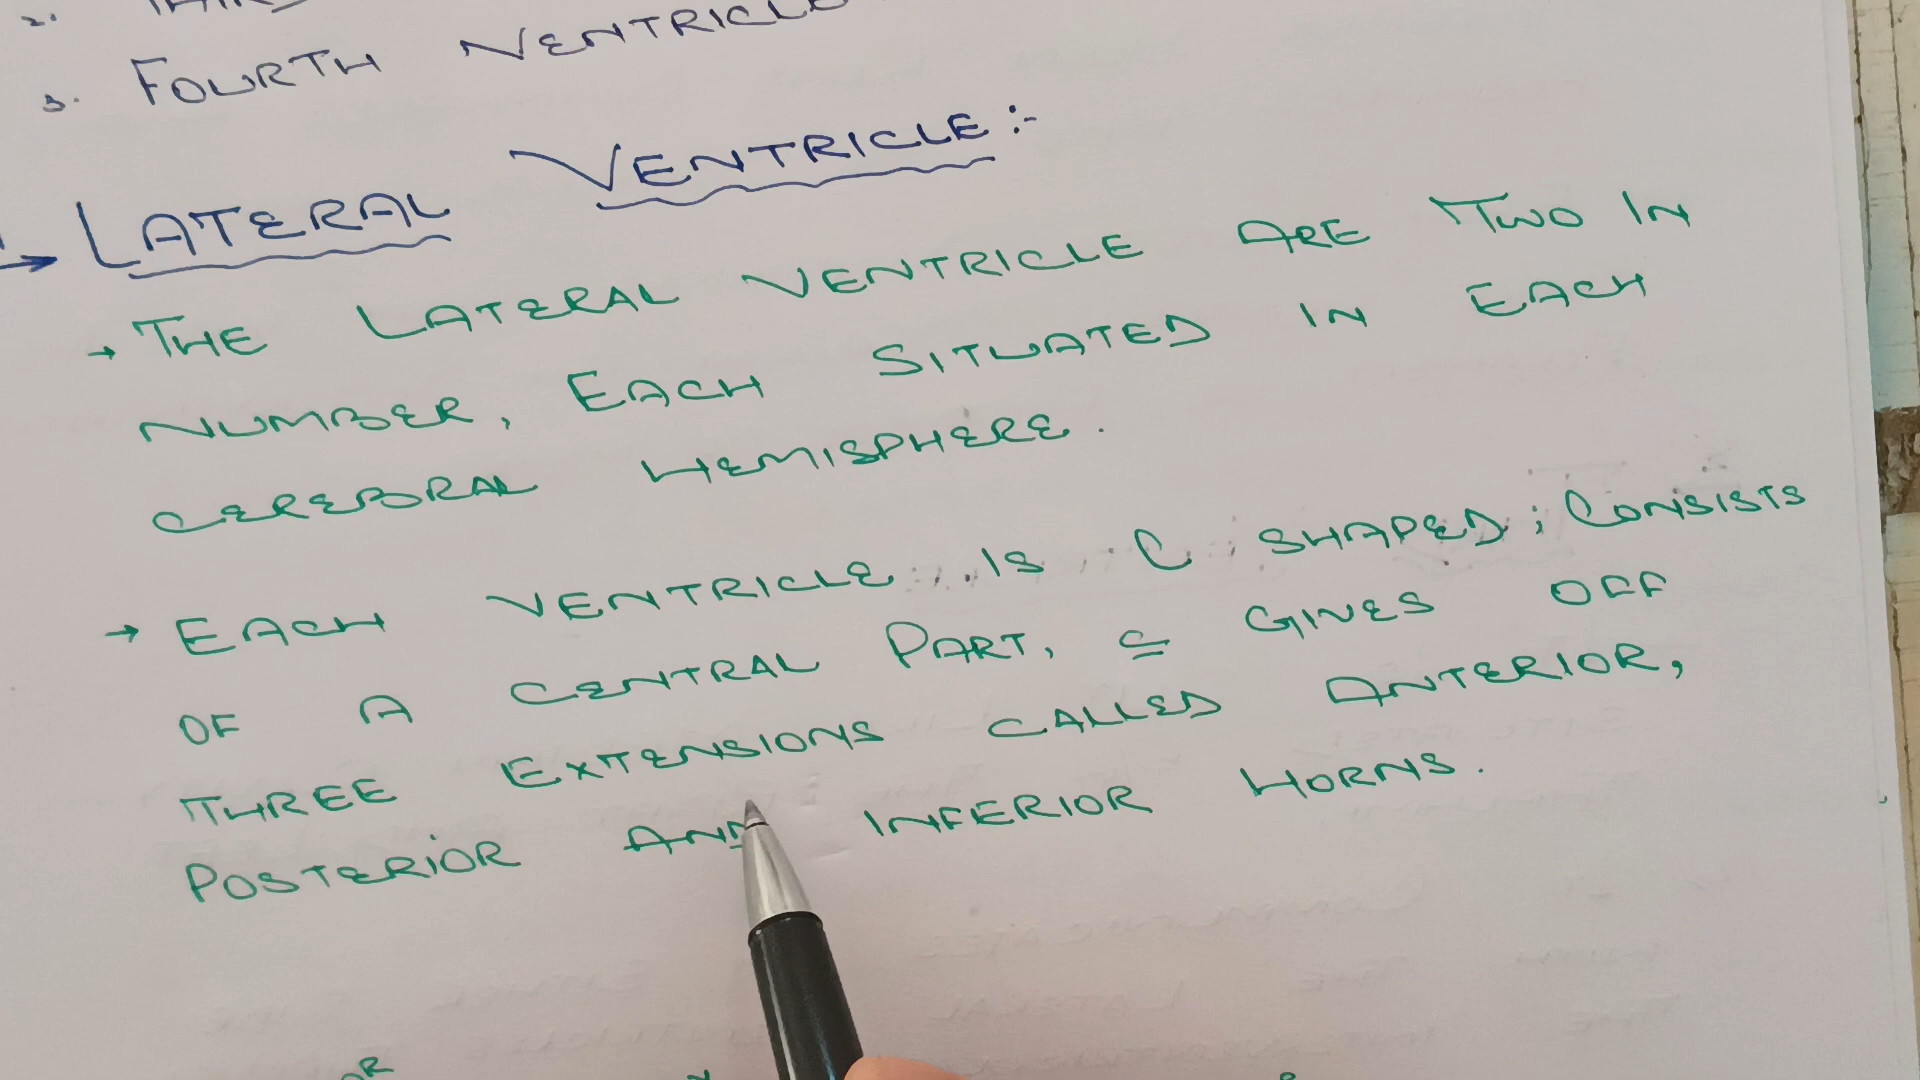 2.
3. FOURTH VENTRICLE
→ LATERAL VENTRICLE :-
→ THE LATERAL VENTRICLE ARE TWO IN
NUMBER, EACH SITUATED IN EACH
CEREBRAL HEMISPHERE.
→ EACH VENTRICLE IS C SHAPED; CONSISTS
OF A CENTRAL PART, C̲ GIVES OFF
THREE EXTENSIONS CALLED ANTERIOR,
POSTERIOR AND INFERIOR HORNS.